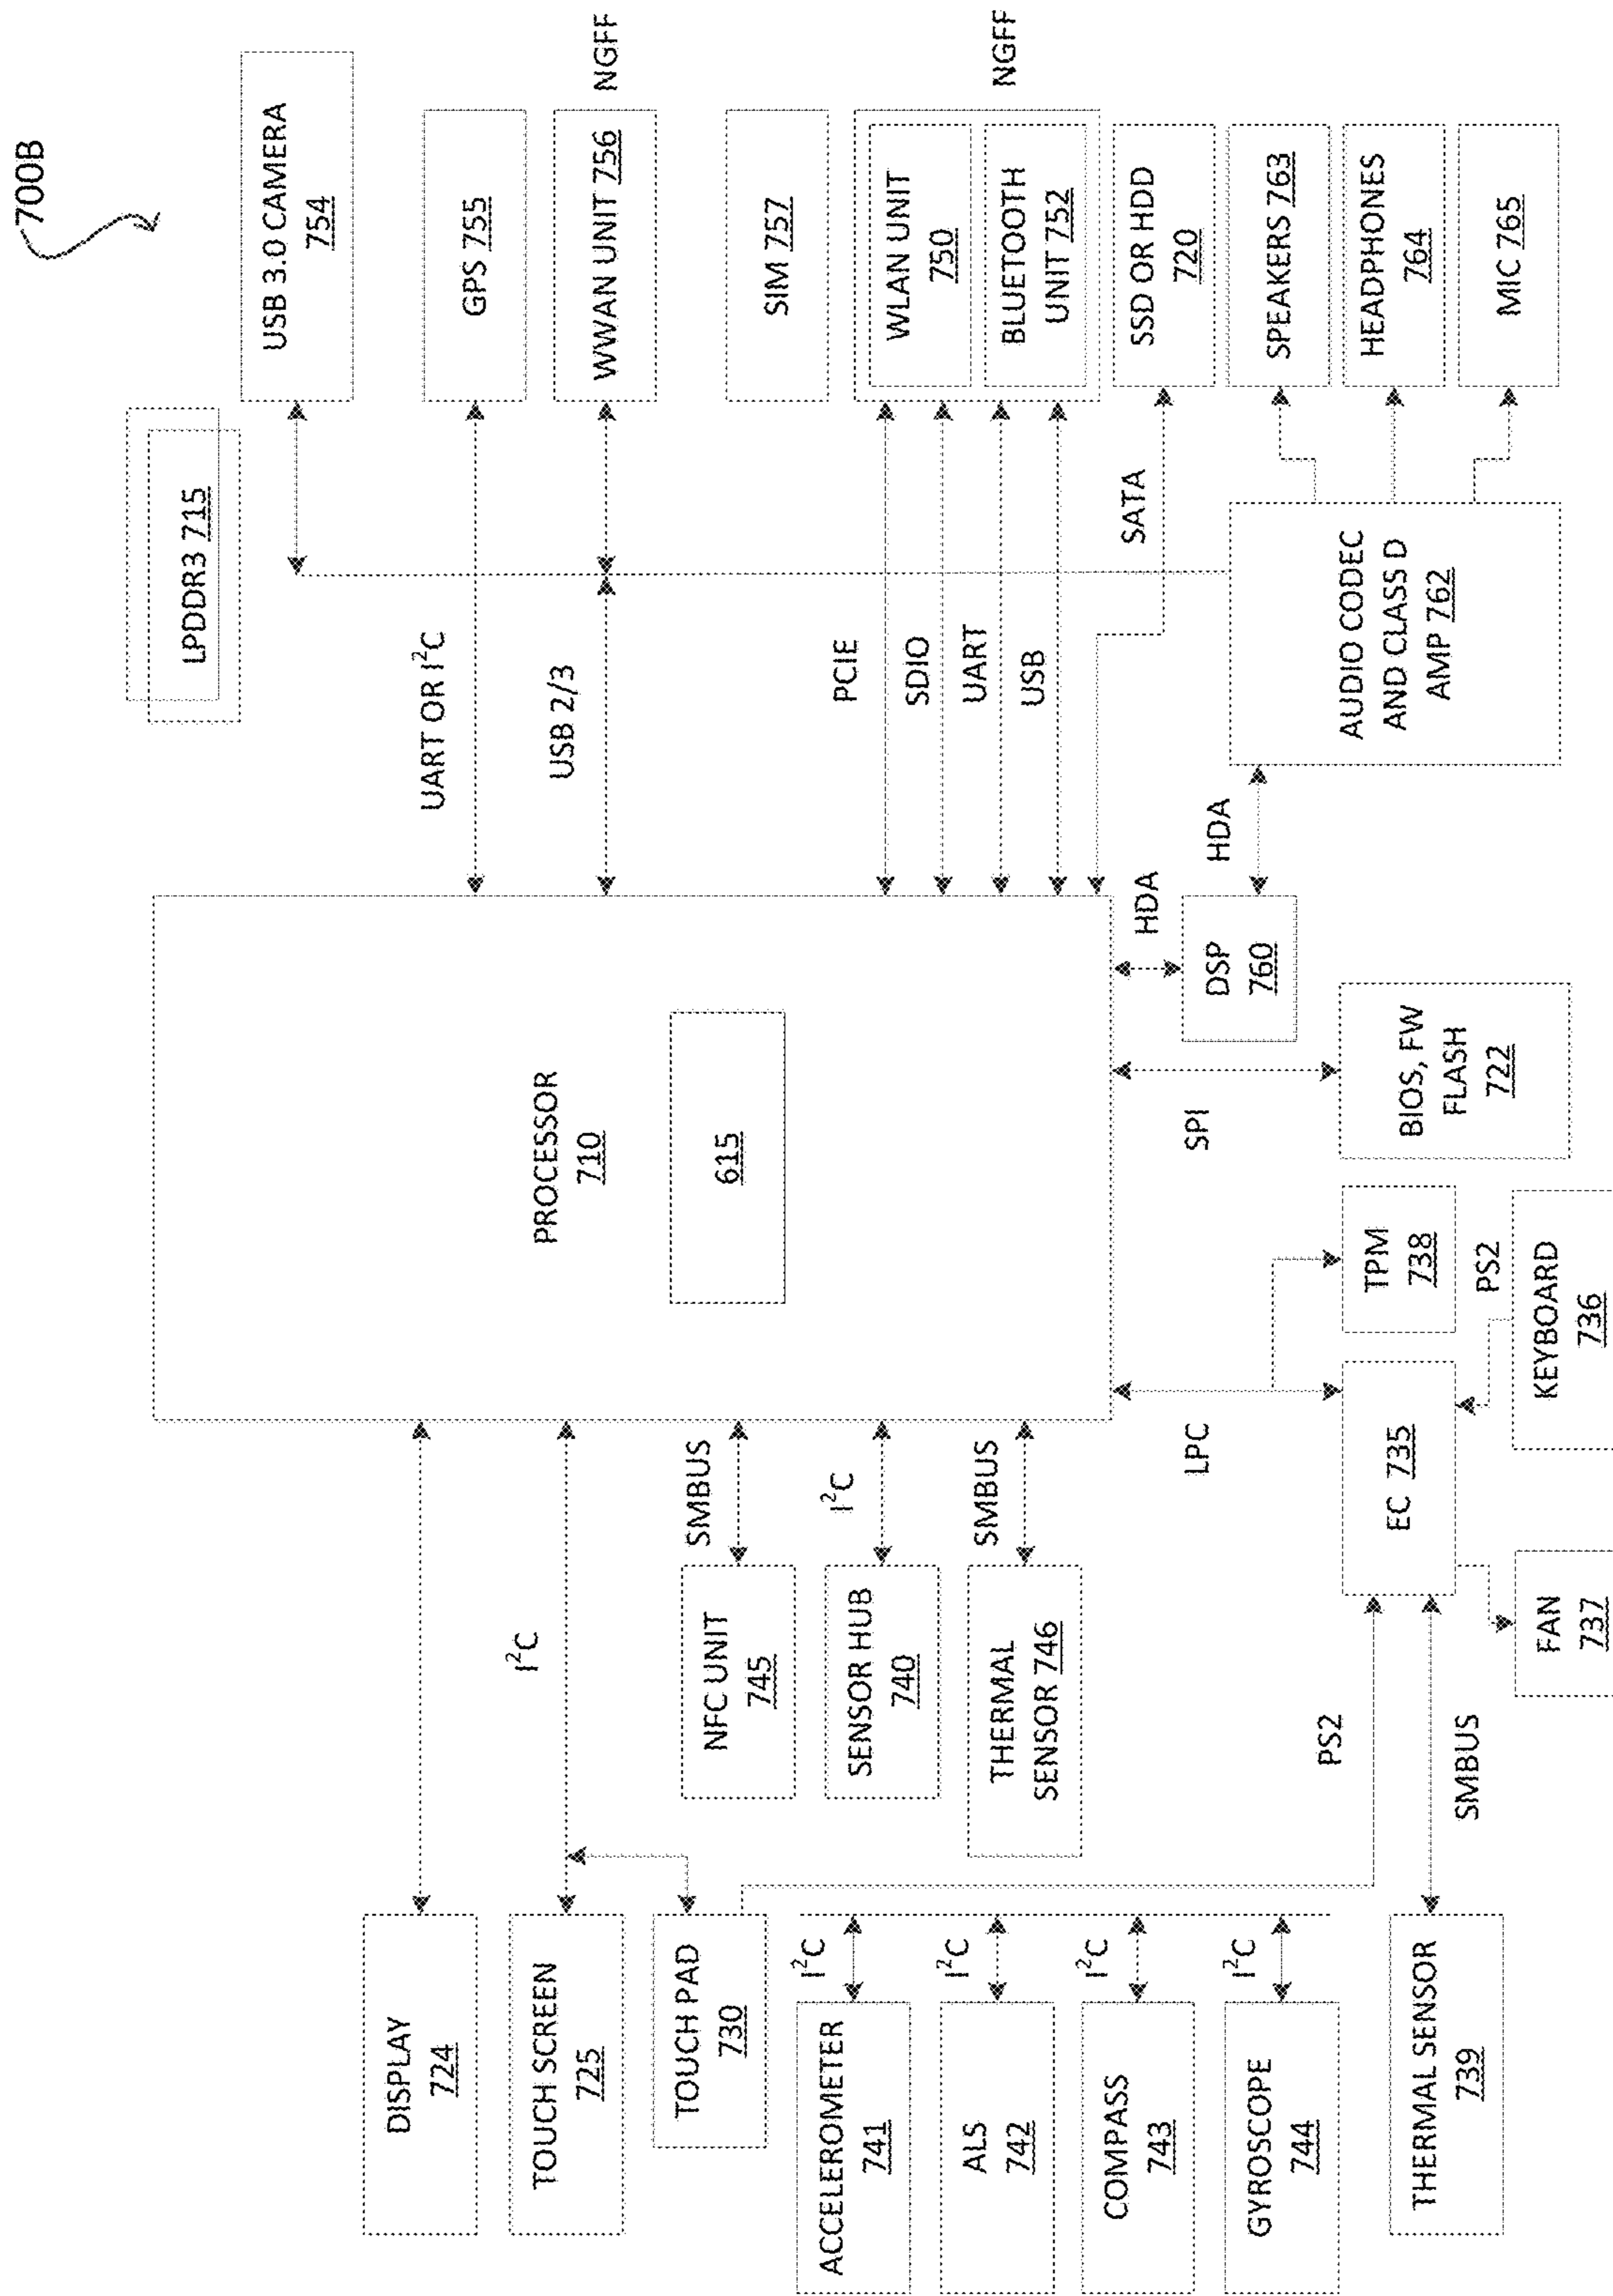 700B
LPDDR3 715
USB 3.0 CAMERA
754
UART OR I²C
GPS 755
USB 2/3
WWAN UNIT 756
NGFF
SIM 757
PROCESSOR
710
615
PCIE
SDIO
UART
USB
WLAN UNIT
750
BLUETOOTH
UNIT 752
NGFF
SATA
SSD OR HDD
720
SPEAKERS 763
HEADPHONES
764
MIC 765
AUDIO CODEC
AND CLASS D
AMP 762
HDA
HDA
DSP
760
SPI
BIOS, FW
FLASH
722
DISPLAY
724
I²C
TOUCH SCREEN
725
TOUCH PAD
730
SMBUS
NFC UNIT
745
I²C
SENSOR HUB
740
SMBUS
THERMAL
SENSOR 746
I²C
ACCELEROMETER
741
I²C
ALS
742
I²C
COMPASS
743
I²C
GYROSCOPE
744
LPC
TPM
738
EC 735
PS2
KEYBOARD
736
FAN
737
PS2
SMBUS
THERMAL SENSOR
739